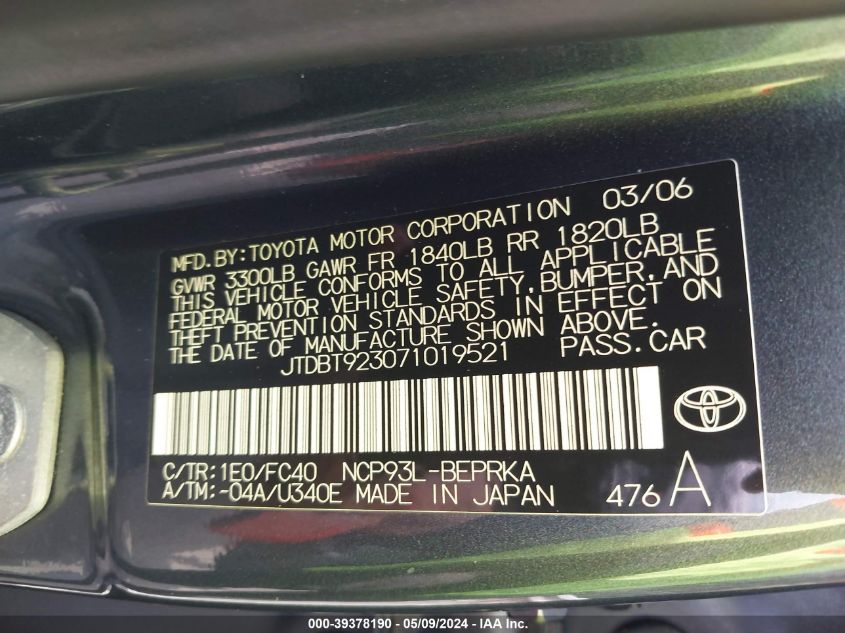 MFD.BY:TOYOTA MOTOR CORPORATION 03/06
GVWR 3300LB GAWR FR 1840LB RR 1820LB
THIS VEHICLE CONFORMS TO ALL APPLICABLE
FEDERAL MOTOR VEHICLE SAFETY,BUMPER,AND
THEFT PREVENTION STANDARDS IN EFFECT ON
THE DATE OF MANUFACTURE SHOWN ABOVE.
JTDBT923071019521 PASS.CAR
C/TR:1E0/FC40 NCP93L-BEPRKA
A/TM:-04A/U340E MADE IN JAPAN 476 A
000-39378190 - 05/09/2024 - IAA Inc.